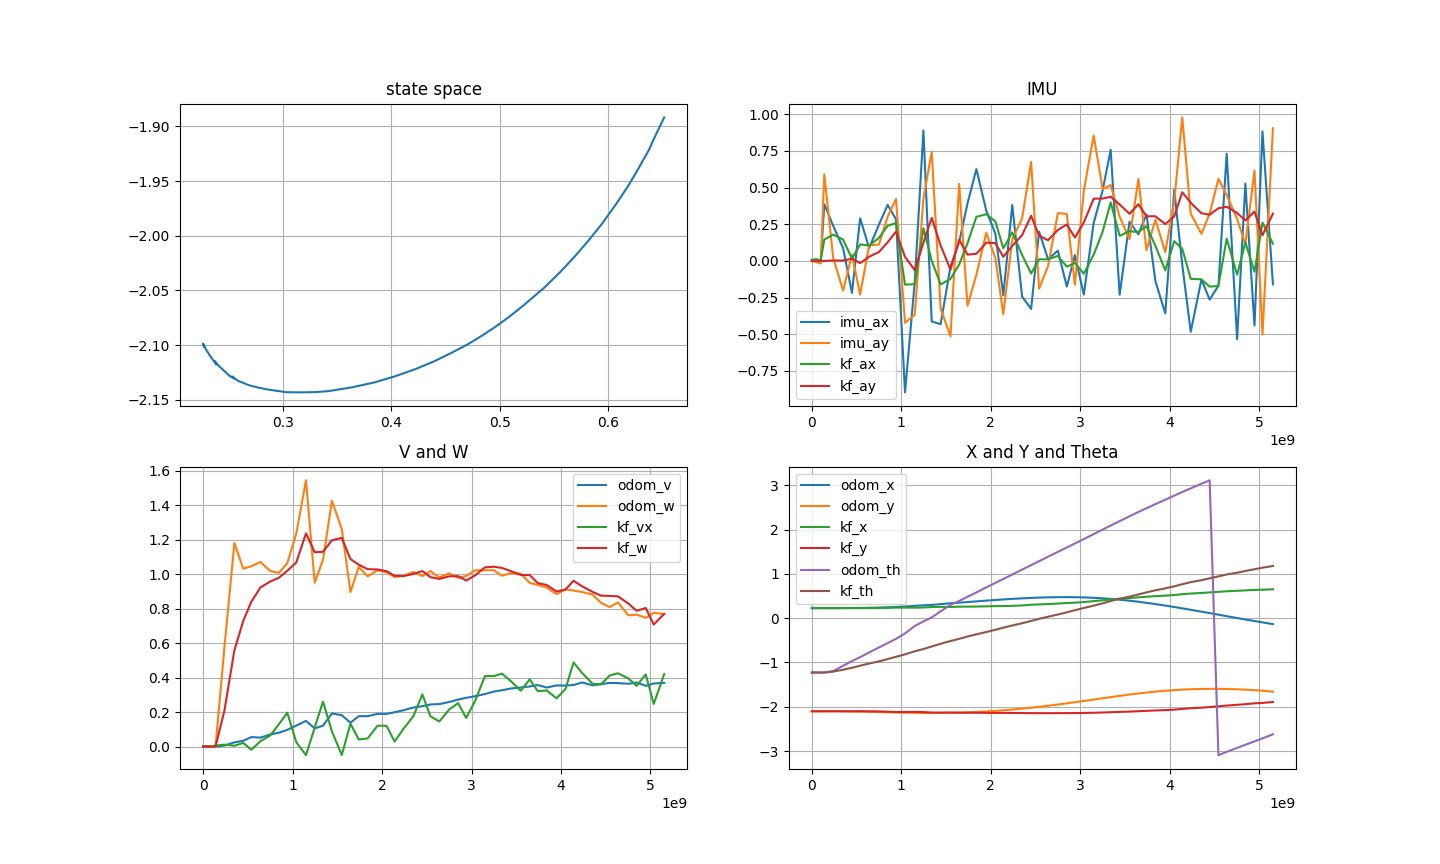 state space
−1.90
−1.95
−2.00
−2.05
−2.10
−2.15
0.3 0.4 0.5 0.6
IMU
1.00
0.75
0.50
0.25
0.00
−0.25
−0.50
−0.75
imu_ax
imu_ay
kf_ax
kf_ay
0 1 2 3 4 5
1e9
V and W
1.6
1.4
1.2
1.0
0.8
0.6
0.4
0.2
0.0
odom_v
odom_w
kf_vx
kf_w
0 1 2 3 4 5
1e9
X and Y and Theta
3
2
1
0
−1
−2
−3
odom_x
odom_y
kf_x
kf_y
odom_th
kf_th
0 1 2 3 4 5
1e9